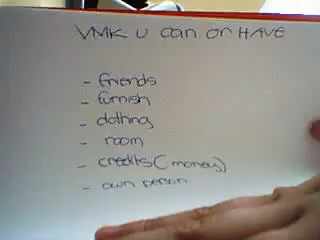 VMK U can or HAVE
- friends
- furnish
- clothing
- room
- credits (money)
- own person